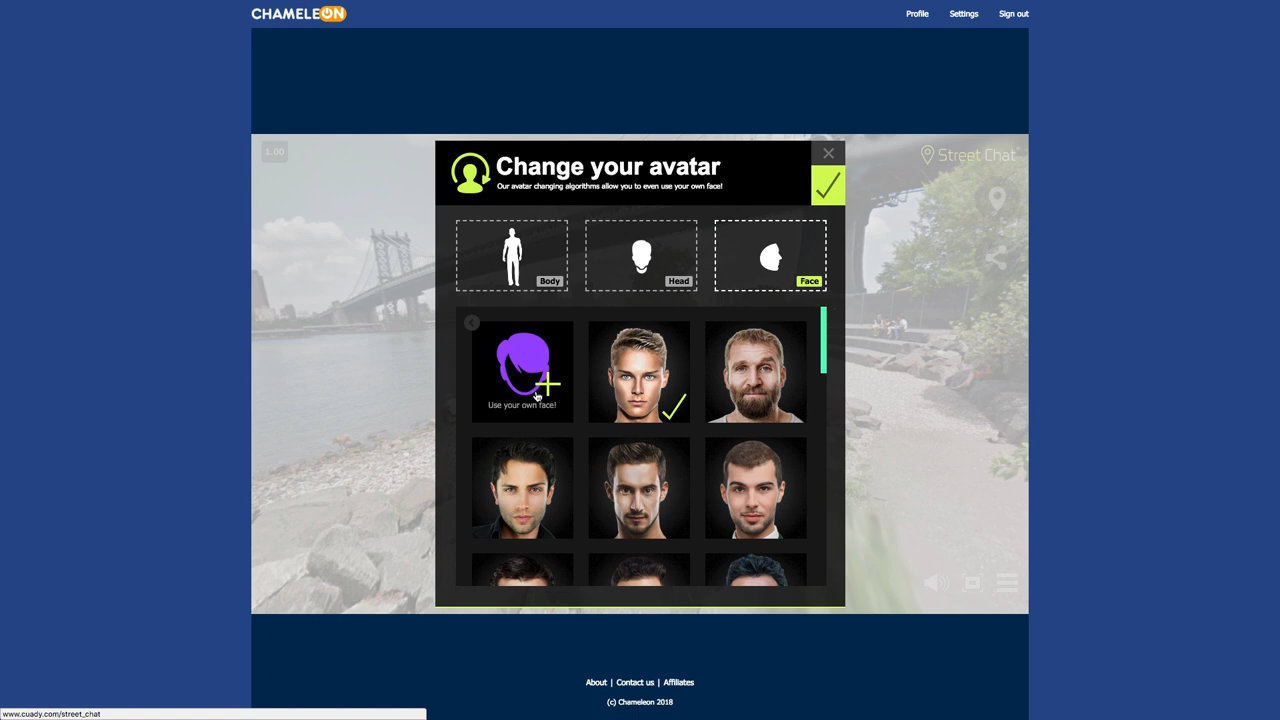 CHAMELEON
Profile
Settings
Sign out
1.00
Street Chat
Change your avatar
Our avatar changing algorithms allow you to even use your own face!
Body
Head
Face
Use your own face!
About | Contact us | Affiliates
(c) Chameleon 2018
www.cuady.com/street_chat